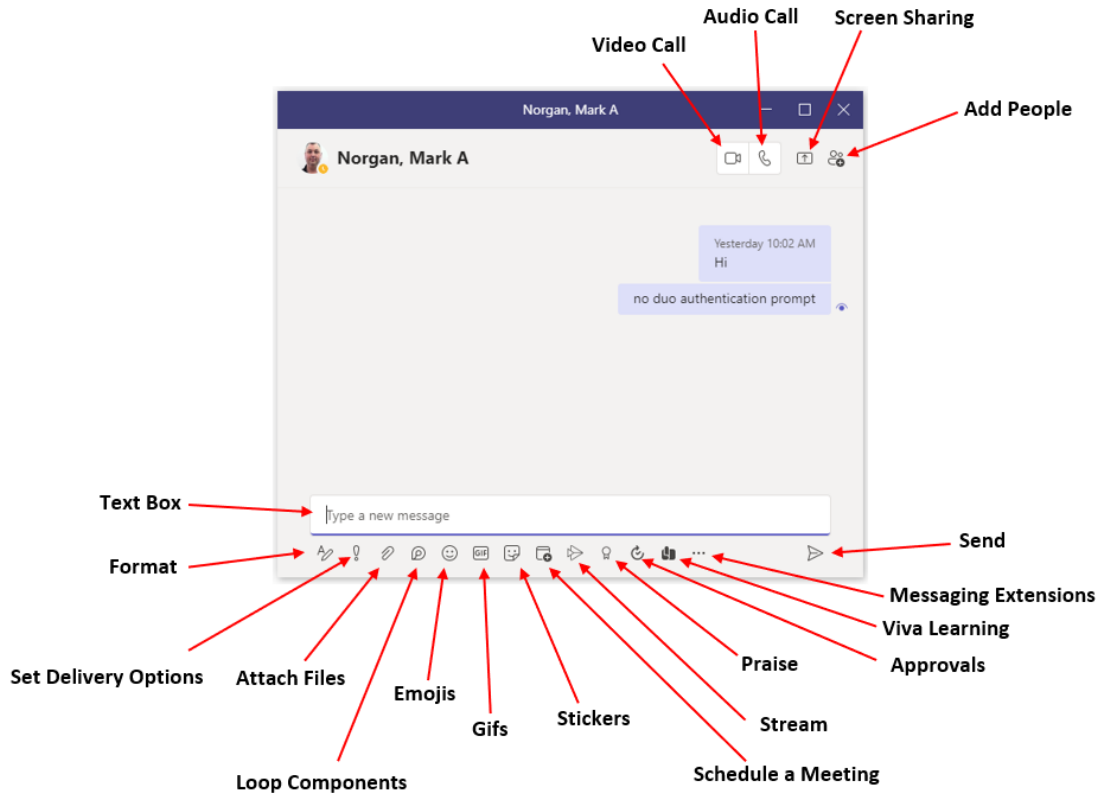 Audio Call
Screen Sharing
Video Call
Add People
Norgan, Mark A
Norgan, Mark A
Yesterday 10:02 AM
Hi
no duo authentication prompt
Text Box
Type a new message
GIF
Send
Format
Messaging Extensions
Viva Learning
Approvals
Praise
Set Delivery Options
Attach Files
Emojis
Stickers
Stream
Gifs
Schedule a Meeting
Loop Components